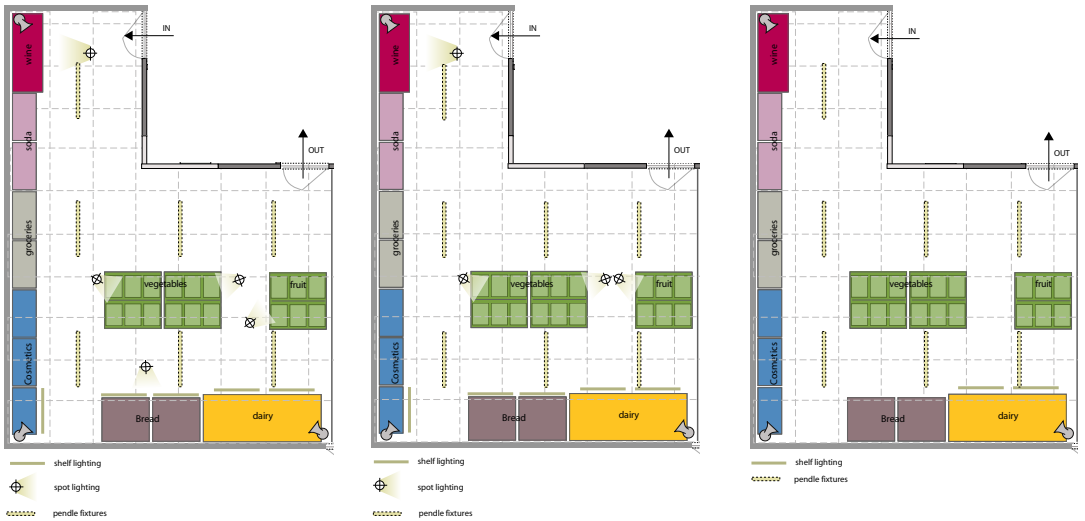 IN
wine
soda
OUT
groceries
vegetables
fruit
Cosmetics
Bread
dairy
shelf lighting
spot lighting
pendle fixtures
IN
wine
soda
OUT
groceries
vegetables
fruit
Cosmetics
Bread
dairy
shelf lighting
spot lighting
pendle fixtures
IN
wine
soda
OUT
groceries
vegetables
fruit
Cosmetics
Bread
dairy
shelf lighting
pendle fixtures